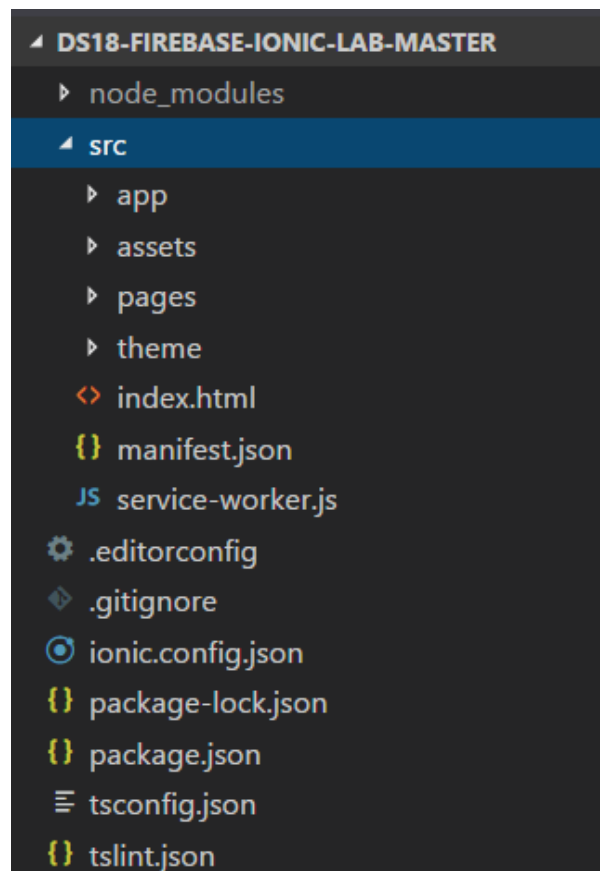 DS18-FIREBASE-IONIC-LAB-MASTER
node_modules
src
app
assets
pages
theme
<> index.html
{} manifest.json
JS service-worker.js
.editorconfig
.gitignore
ionic.config.json
{} package-lock.json
{} package.json
tsconfig.json
{} tslint.json